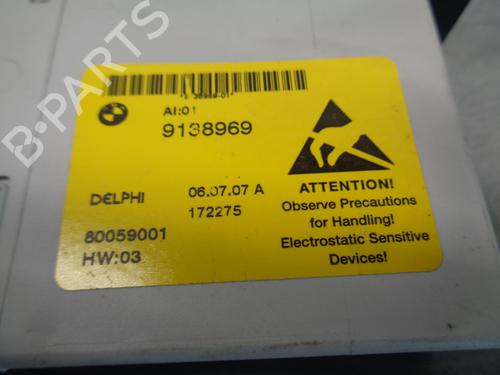 B-PARTS
AI:01
9138969
DELPHI
06.07.07 A
172275
80059001
HW:03
ATTENTION!
Observe Precautions
for Handling!
Electrostatic Sensitive
Devices!